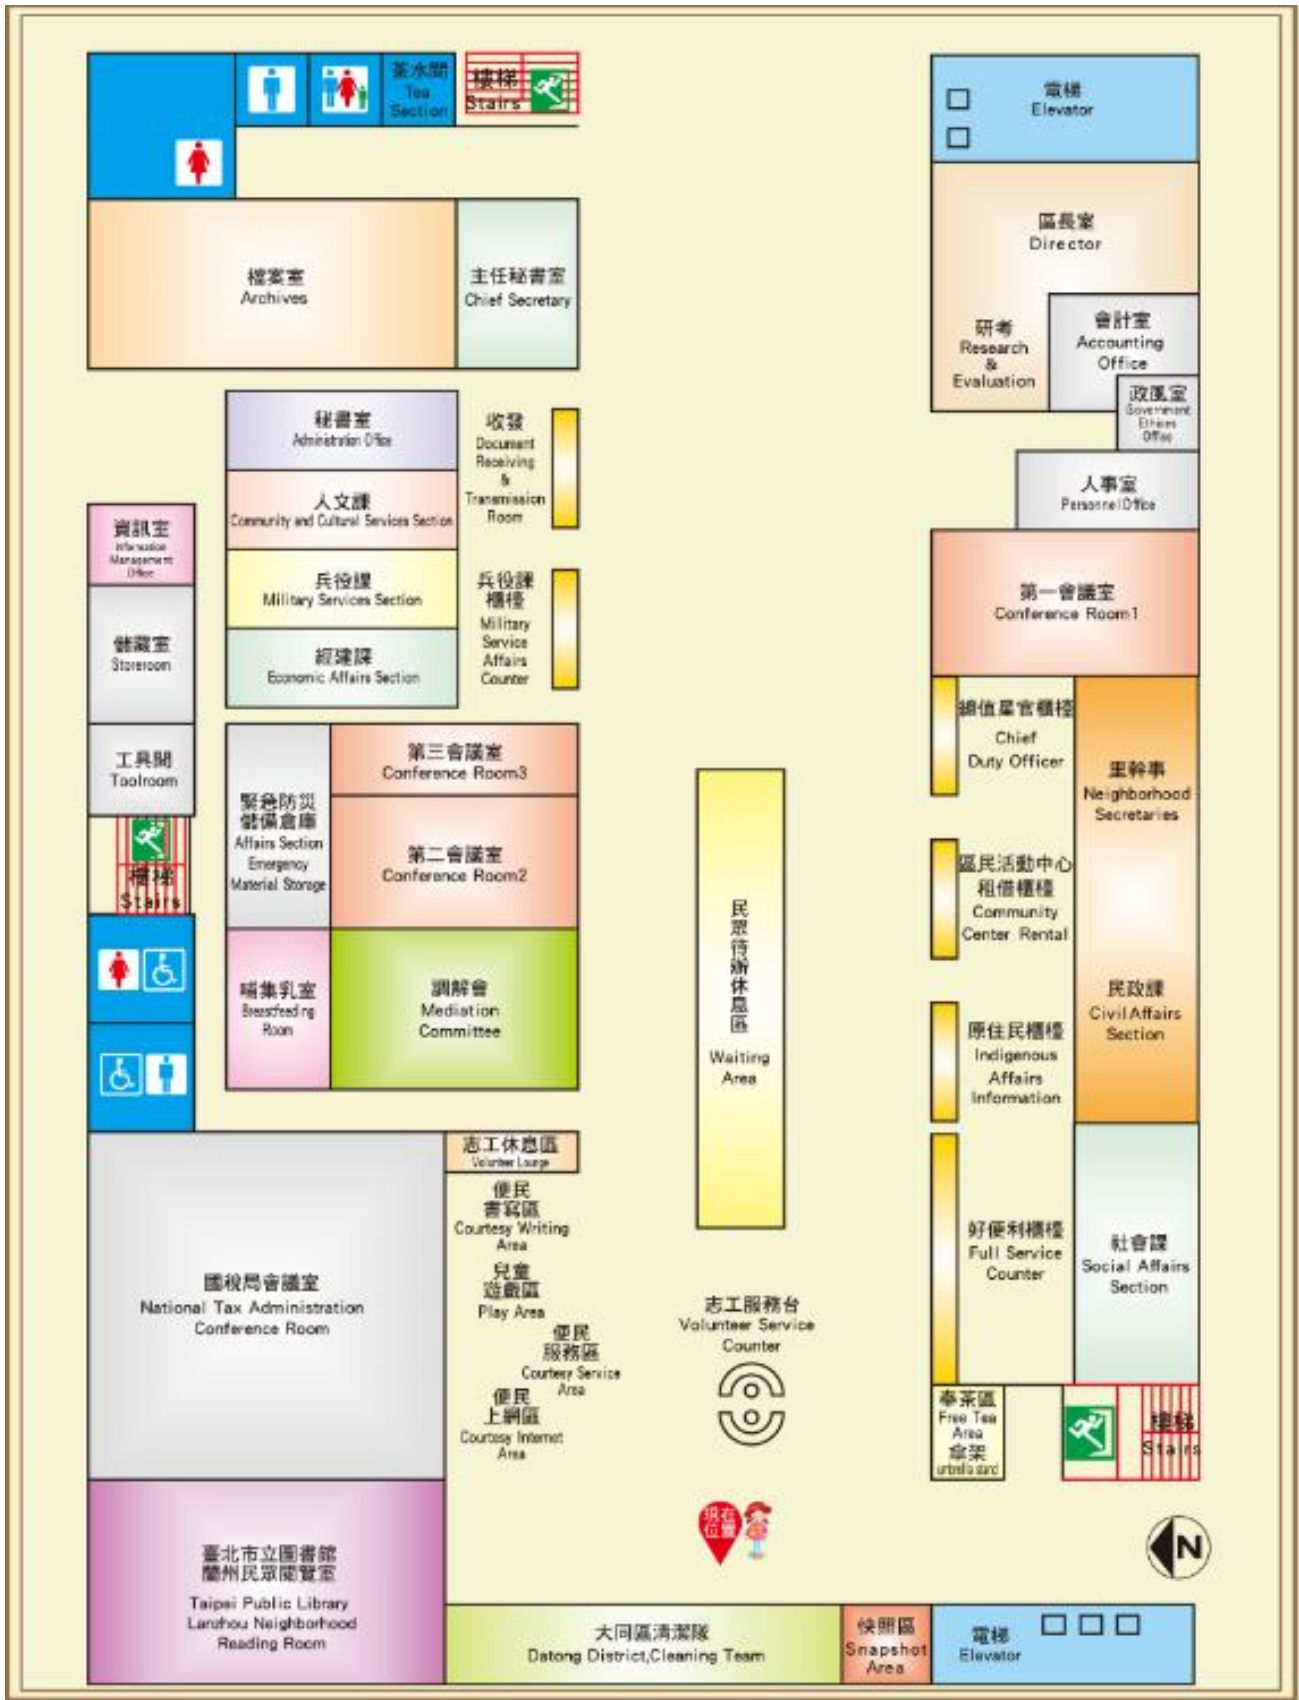 茶水間
Tea
Section
樓梯
Stairs
電梯
Elevator
區長室
Director
檔案室
Archives
主任秘書室
Chief Secretary
研考
Research
&
Evaluation
會計室
Accounting
Office
政風室
Government
Ethices
Office
人事室
Personnel Office
秘書室
Administration Office
人文課
Community and Cultural Services Section
兵役課
Military Services Section
經建課
Economic Affairs Section
收發
Document
Receiving
&
Transmission
Room
兵役課
櫃檯
Military
Service
Affairs
Counter
資訊室
Information
Management
Office
儲藏室
Storeroom
工具間
Toolroom
樓梯
Stairs
第一會議室
Conference Room1
總值星官櫃檯
Chief
Duty Officer
里幹事
Neighborhood
Secretaries
區民活動中心
租借櫃檯
Community
Center Rental
原住民櫃檯
Indigenous
Affairs
Information
民政課
Civil Affairs
Section
緊急防災
儲備倉庫
Affairs Section
Emergency
Material Storage
第三會議室
Conference Room3
第二會議室
Conference Room2
哺集乳室
Breastfeeding
Room
調解會
Mediation
Committee
民眾待辦休息區
Waiting
Area
國稅局會議室
National Tax Administration
Conference Room
志工休息區
Volunteer Lounge
便民
書寫區
Courtesy Writing
Area
兒童
遊戲區
Play Area
便民
服務區
Courtesy Service
Area
便民
上網區
Courtesy Internet
Area
志工服務台
Volunteer Service
Counter
好便利櫃檯
Full Service
Counter
社會課
Social Affairs
Section
奉茶區
Free Tea
Area
傘架
umbrella stand
樓梯
Stairs
現在
位置
N
臺北市立圖書館
蘭州民眾閱覽室
Taipei Public Library
Lanzhou Neighborhood
Reading Room
大同區清潔隊
Datong District,Cleaning Team
快照區
Snapshot
Area
電梯
Elevator